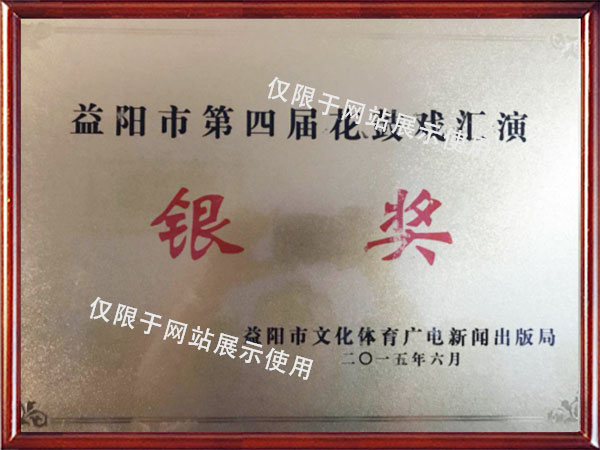 益阳市第四届花鼓戏汇演
仅限于网站展示使用
银奖
仅限于网站展示使用
益阳市文化体育广电新闻出版局
二〇一五年六月